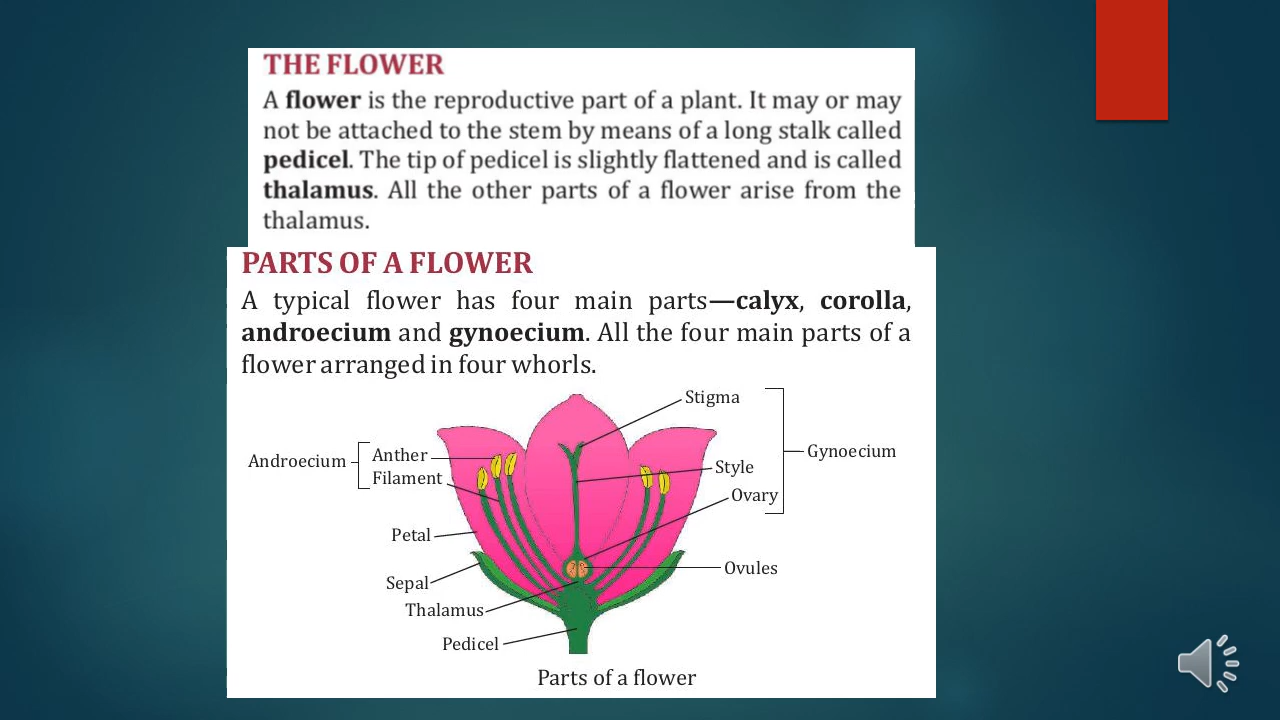 THE FLOWER
A flower is the reproductive part of a plant. It may or may
not be attached to the stem by means of a long stalk called
pedicel. The tip of pedicel is slightly flattened and is called
thalamus. All the other parts of a flower arise from the
thalamus.
PARTS OF A FLOWER
A typical flower has four main parts—calyx, corolla,
androecium and gynoecium. All the four main parts of a
flower arranged in four whorls.
Stigma
Androecium
Anther
Filament
Style
Gynoecium
Ovary
Petal
Sepal
Ovules
Thalamus
Pedicel
Parts of a flower